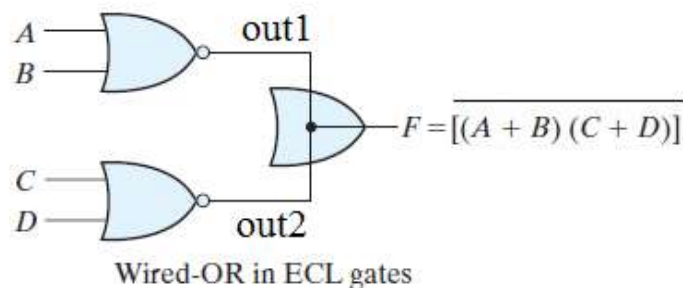 out1
A
B
F = [(A + B) (C + D)]
C
D
out2
Wired-OR in ECL gates